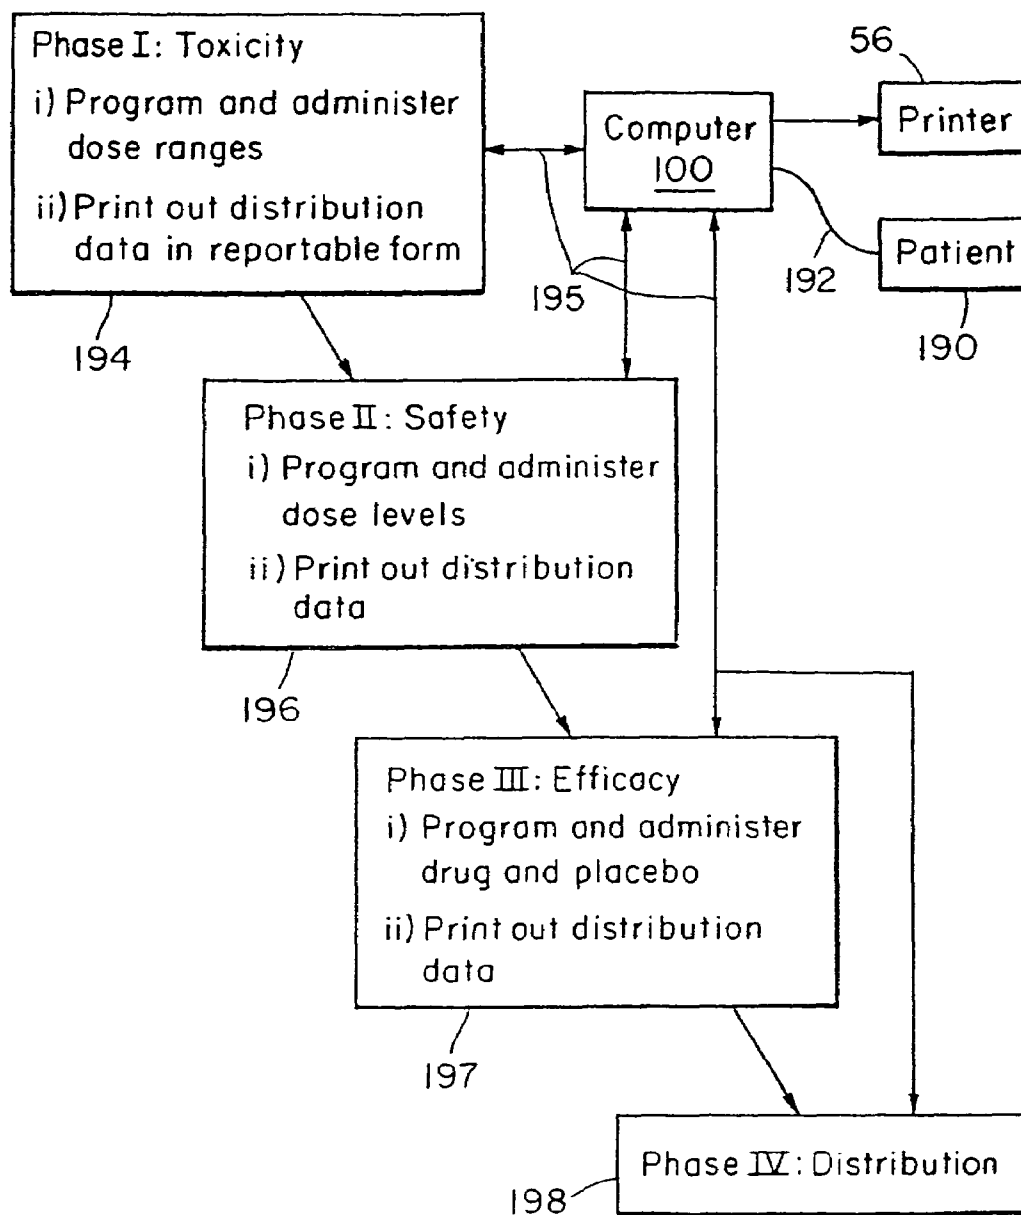 Phase I: Toxicity
i) Program and administer
dose ranges
ii) Print out distribution
data in reportable form
194
Computer
100
56
Printer
Patient
192
190
195
Phase II: Safety
i) Program and administer
dose levels
ii) Print out distribution
data
196
Phase III: Efficacy
i) Program and administer
drug and placebo
ii) Print out distribution
data
197
Phase IV: Distribution
198